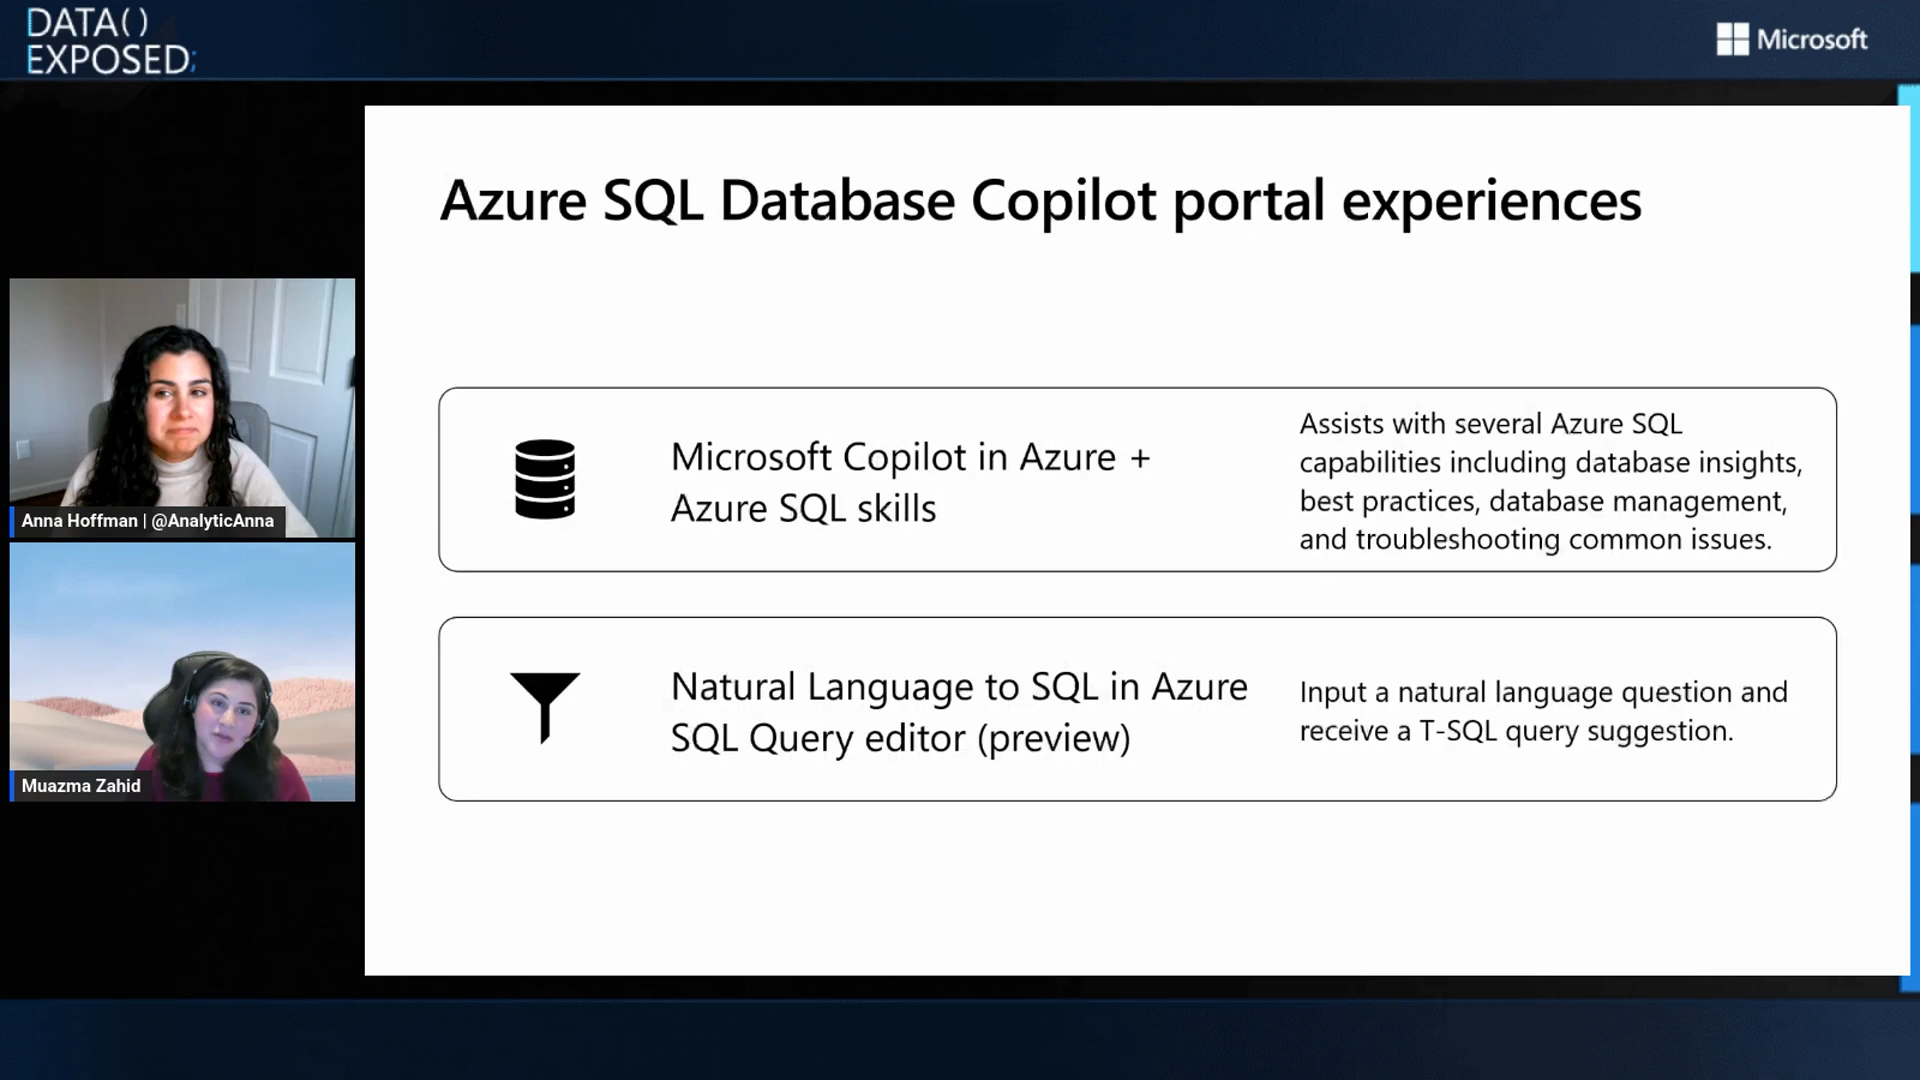 DATA()
EXPOSED;
Microsoft
Azure SQL Database Copilot portal experiences
Microsoft Copilot in Azure +
Azure SQL skills
Assists with several Azure SQL
capabilities including database insights,
best practices, database management,
and troubleshooting common issues.
Natural Language to SQL in Azure
SQL Query editor (preview)
Input a natural language question and
receive a T-SQL query suggestion.
Anna Hoffman | @AnalyticAnna
Muazma Zahid